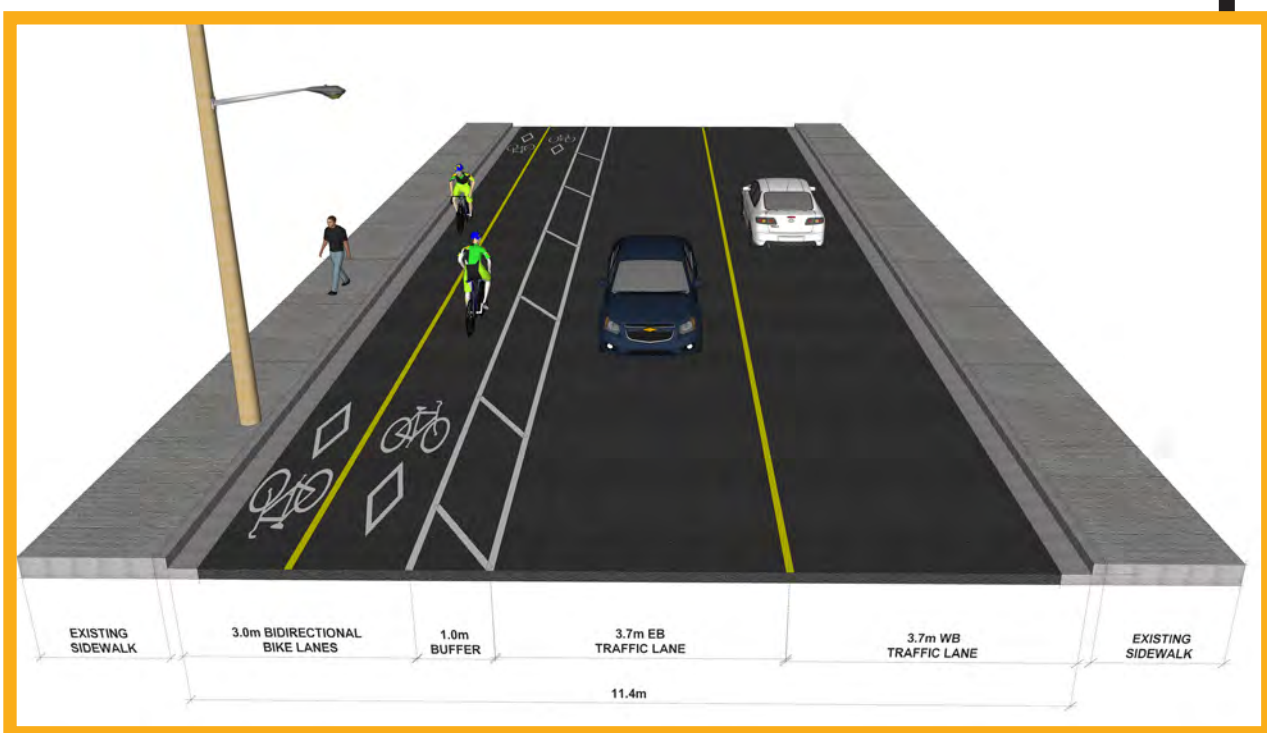 EXISTING
SIDEWALK
3.0m BIDIRECTIONAL
BIKE LANES
1.0m
BUFFER
3.7m EB
TRAFFIC LANE
3.7m WB
TRAFFIC LANE
EXISTING
SIDEWALK
11.4m